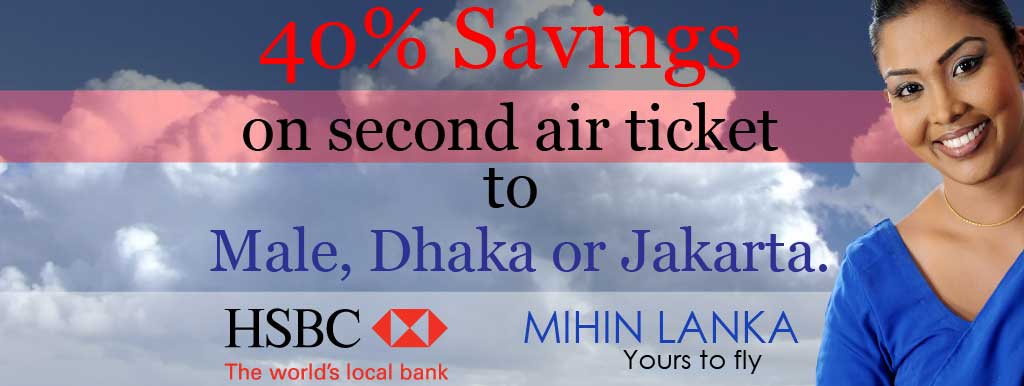 40% Savings
on second air ticket
to
Male, Dhaka or Jakarta.
HSBC
The world's local bank
MIHIN LANKA
Yours to fly